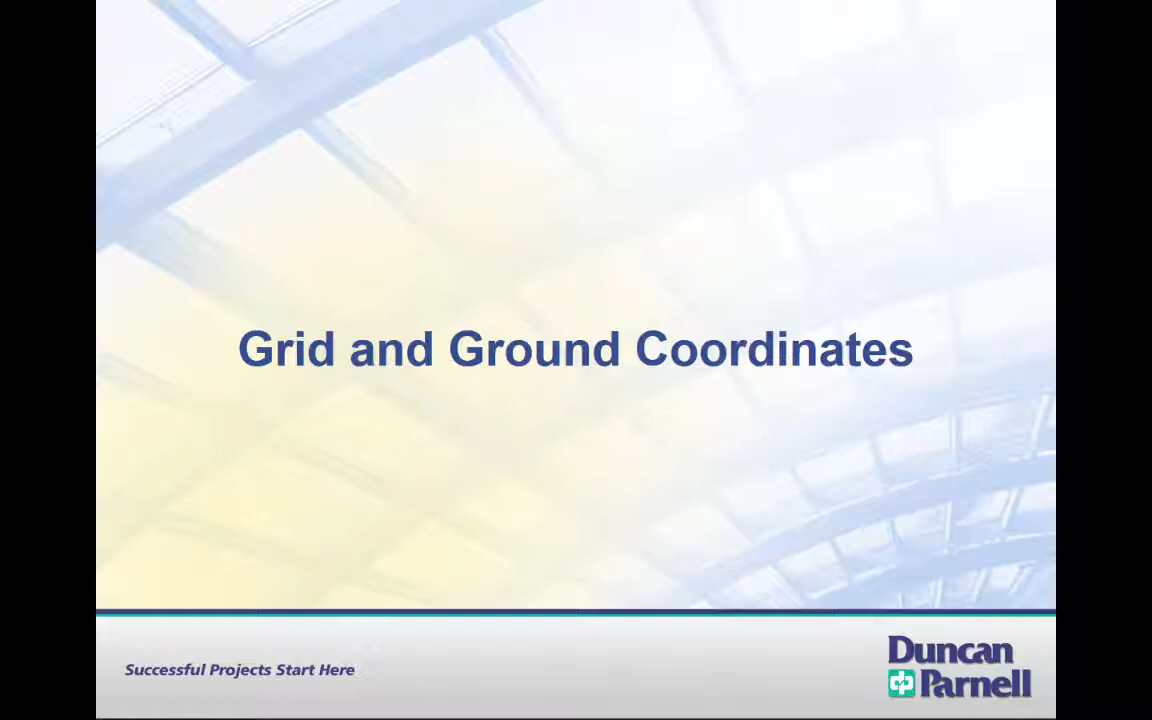 Grid and Ground Coordinates
Successful Projects Start Here
Duncan
Parnell